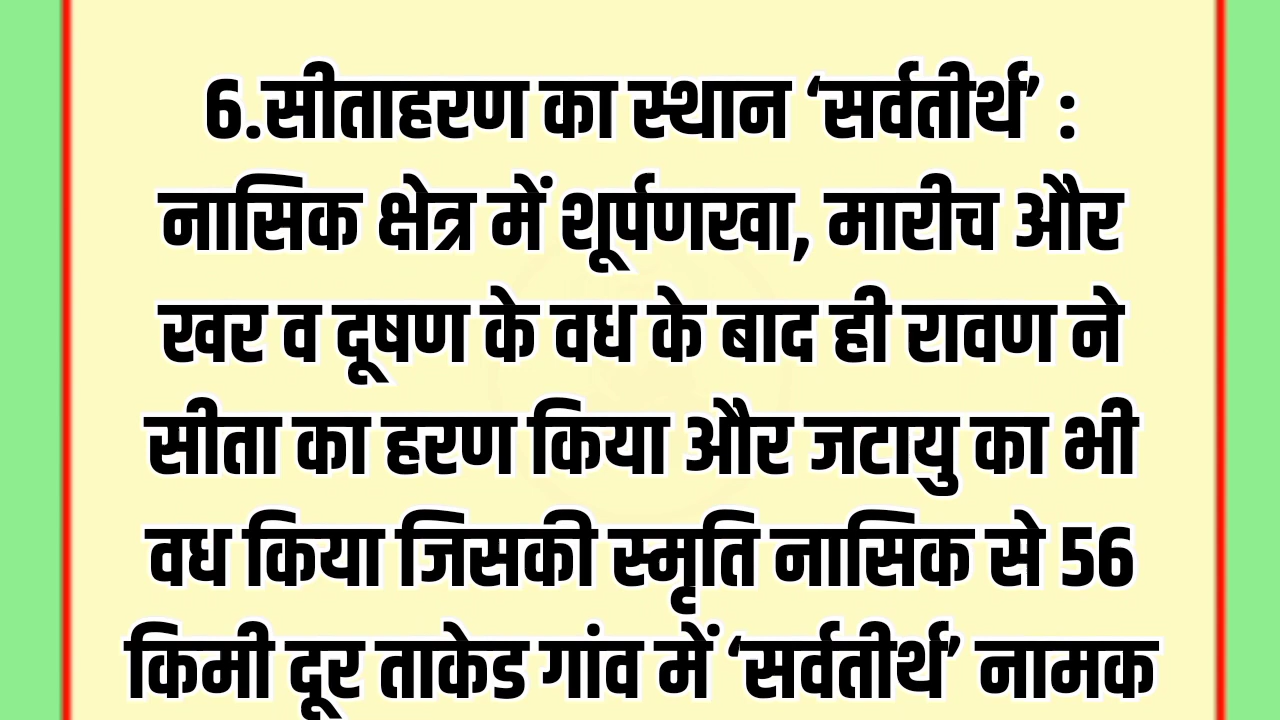 6.सीताहरण का स्थान ‘सर्वतीर्थ’ :
नासिक क्षेत्र में शूर्पणखा, मारीच और
खर व दूषण के वध के बाद ही रावण ने
सीता का हरण किया और जटायु का भी
वध किया जिसकी स्मृति नासिक से 56
किमी दूर ताकेड गांव में ‘सर्वतीर्थ’ नामक